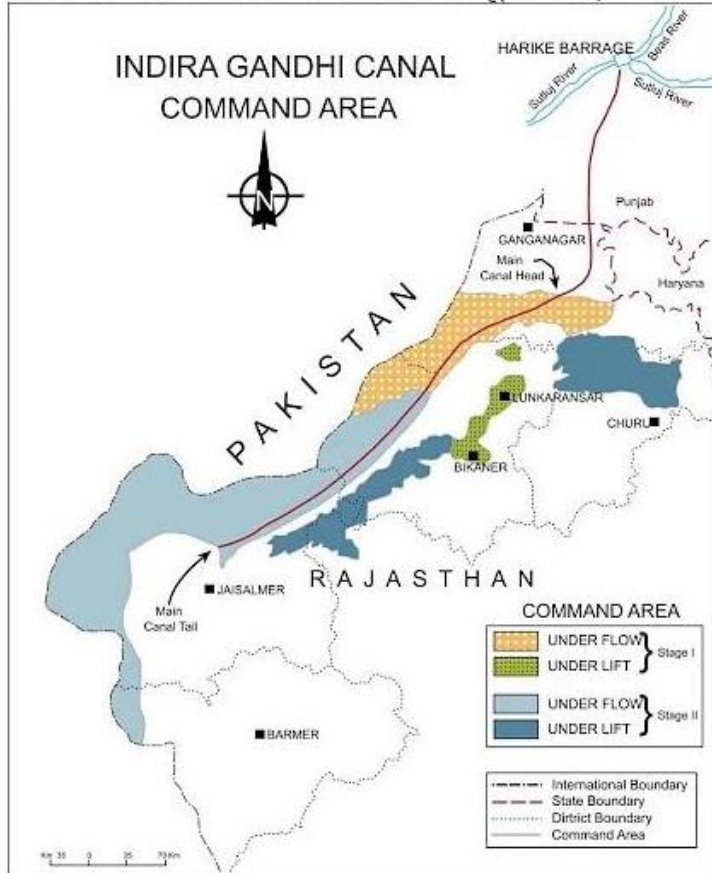 HARIKE BARRAGE
Beas River
Sutluj River
Sutluj River
INDIRA GANDHI CANAL
COMMAND AREA
N
Punjab
GANGANAGAR
Main
Canal Head
Haryana
PAKISTAN
LUNKARANSAR
CHURU
BIKANER
RAJASTHAN
JAISALMER
Main
Canal Tail
COMMAND AREA
UNDER FLOW
UNDER LIFT
} Stage I
UNDER FLOW
UNDER LIFT
} Stage II
BARMER
International Boundary
State Boundary
Dirtrict Boundary
Command Area
Km 35 0 35 70 Km